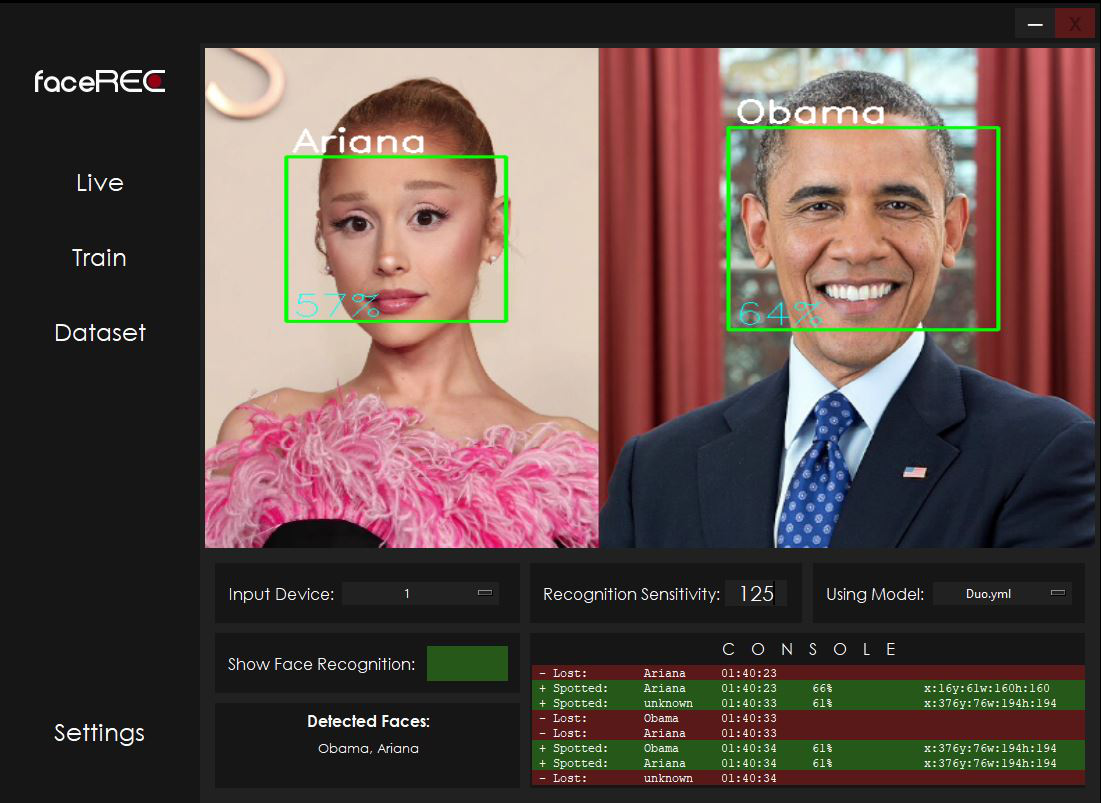 X
faceREC
Live
Train
Dataset
Settings
Ariana
57%
Obama
64%
Input Device: 1
Recognition Sensitivity: 125
Using Model: Duo.yml
Show Face Recognition:
Detected Faces:
Obama, Ariana
CONSOLE
- Lost: Ariana 01:40:23
+ Spotted: Ariana 01:40:23 66% x:16y:61w:160h:160
+ Spotted: unknown 01:40:33 61% x:376y:76w:194h:194
- Lost: Obama 01:40:33
- Lost: Ariana 01:40:33
+ Spotted: Obama 01:40:34 61% x:376y:76w:194h:194
+ Spotted: Ariana 01:40:34 61% x:376y:76w:194h:194
- Lost: unknown 01:40:34